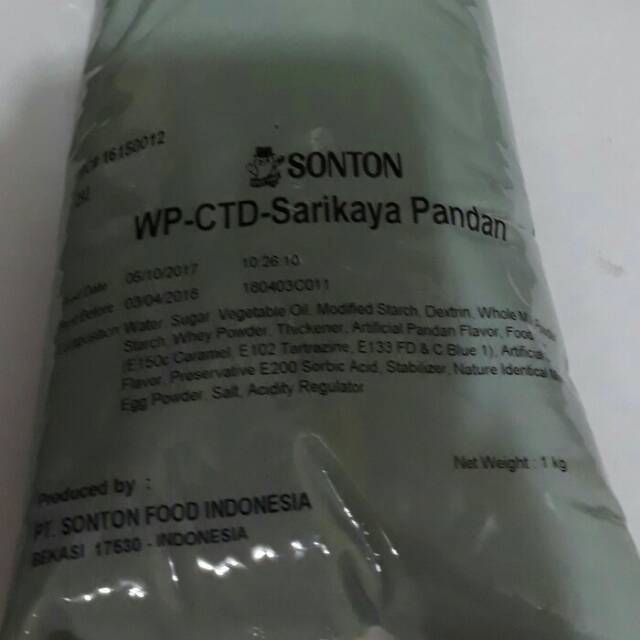 161S0012
SONTON
WP-CTD-Sarikaya Pandan
Date 05/10/2017 10:26:10
Before 03/04/2018 180403C011
Water, Sugar, Vegetable Oil, Modified Starch, Dextrin, Whole
Starch, Whey Powder, Thickener, Artificial Pandan Flavor, Food
(E150c Caramel, E102 Tartrazine, E133 FD & C Blue 1), Artificial
Flavor, Preservative E200 Sorbic Acid, Stabilizer, Nature Identical
Egg Powder, Salt, Acidity Regulator
Net Weight : 1 kg
Produced by :
PT. SONTON FOOD INDONESIA
BEKASI 17530 - INDONESIA